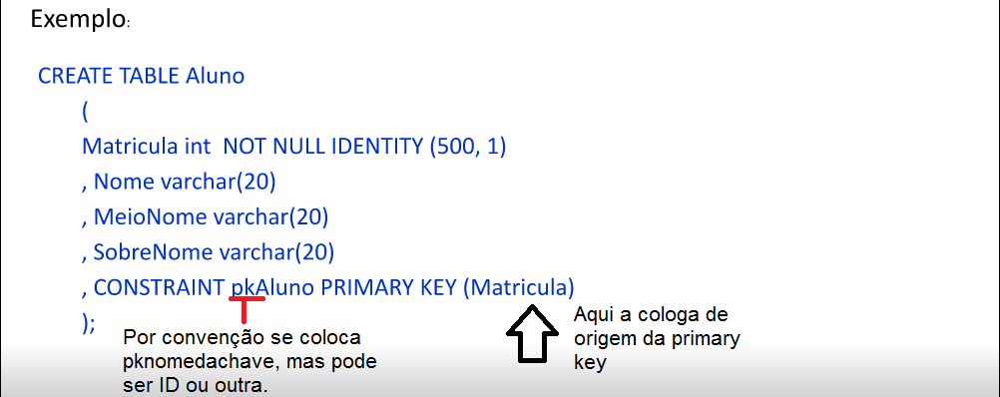 Exemplo:
CREATE TABLE Aluno
(
Matricula int NOT NULL IDENTITY (500, 1)
, Nome varchar(20)
, MeioNome varchar(20)
, SobreNome varchar(20)
, CONSTRAINT pkAluno PRIMARY KEY (Matricula)
);
Por convenção se coloca
pknomedachave, mas pode
ser ID ou outra.
Aqui a cologa de
origem da primary
key